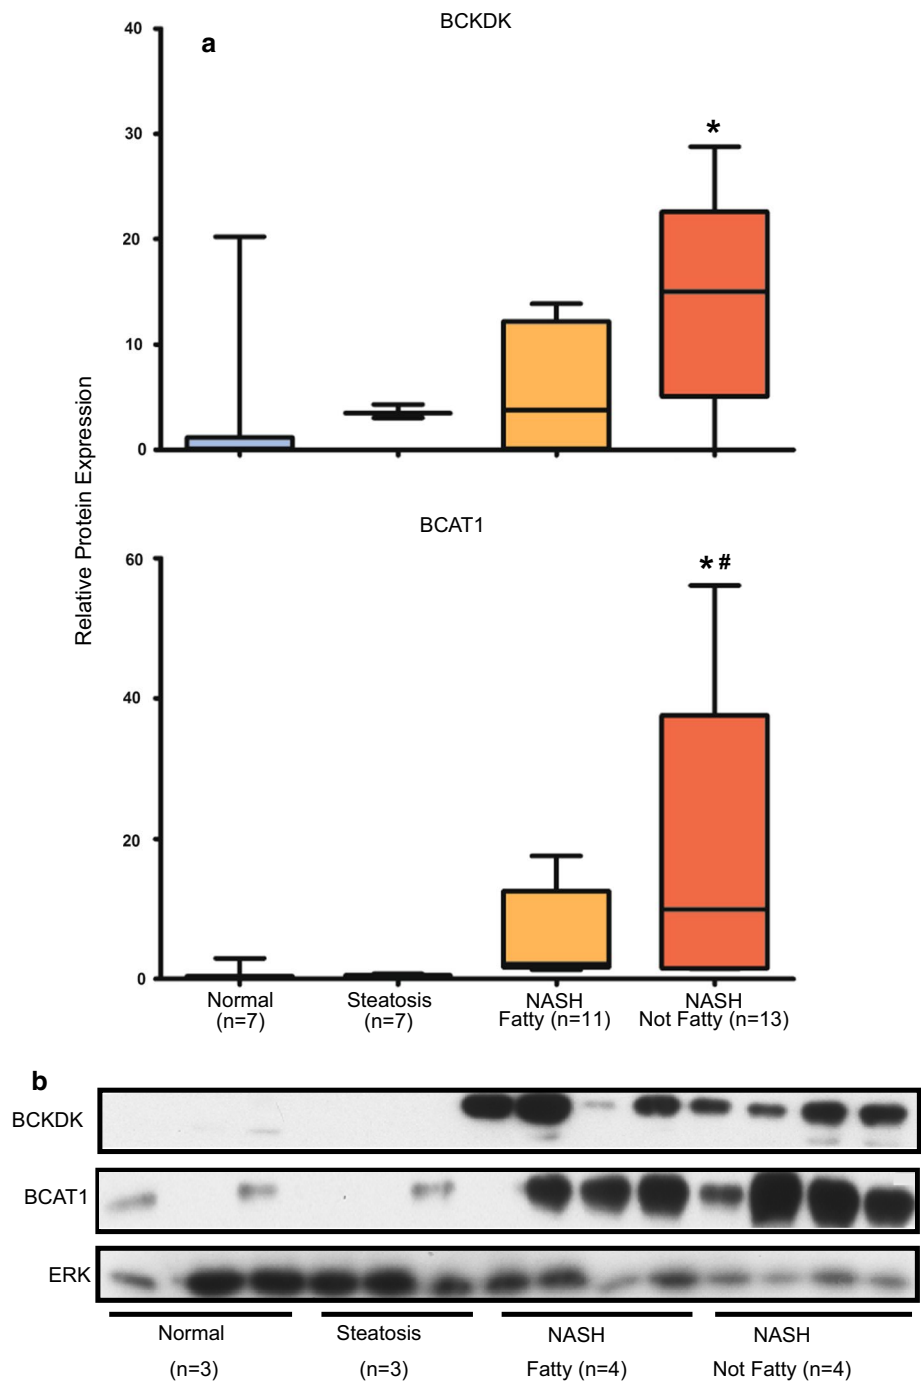 BCKDK
a
40
30
20
10
0
Relative Protein Expression
*
BCAT1
60
40
20
0
* #
Normal
(n=7)
Steatosis
(n=7)
NASH
Fatty (n=11)
NASH
Not Fatty (n=13)
b
BCKDK
BCAT1
ERK
Normal
(n=3)
Steatosis
(n=3)
NASH
Fatty (n=4)
NASH
Not Fatty (n=4)